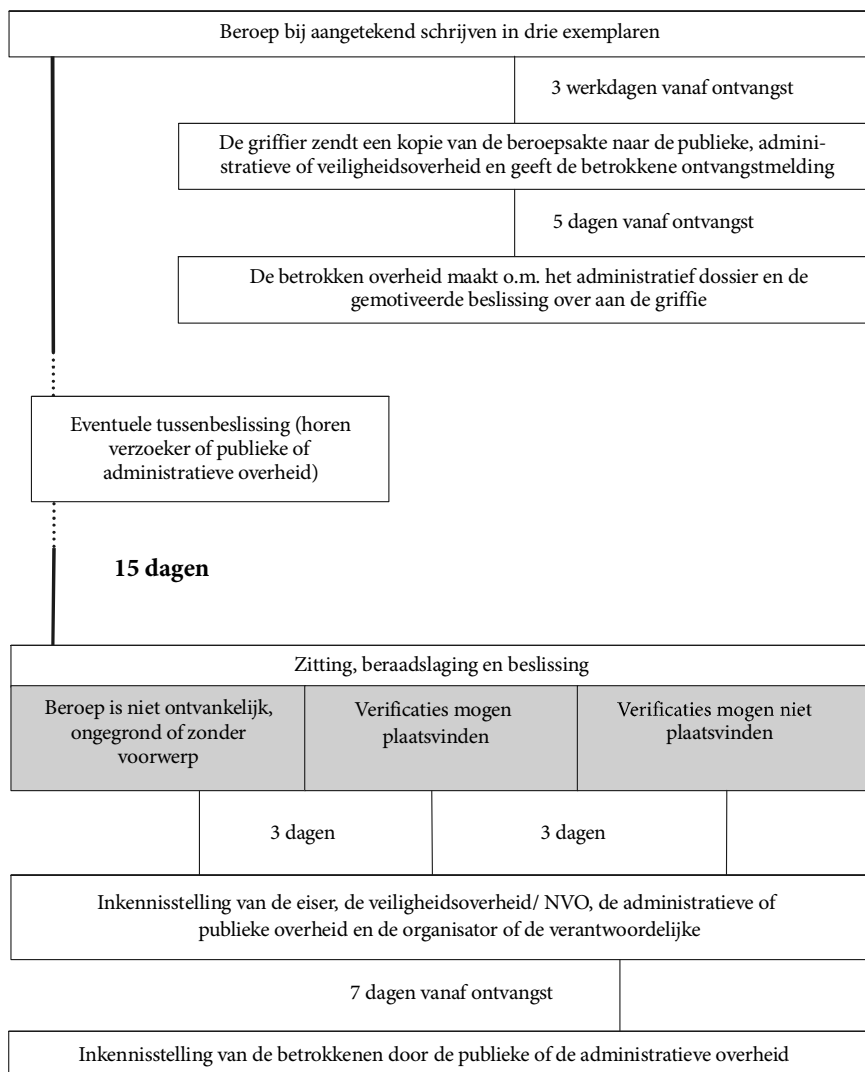 Beroep bij aangetekend schrijven in drie exemplaren
3 werkdagen vanaf ontvangst
De griffier zendt een kopie van de beroepsakte naar de publieke, admini-
stratieve of veiligheidsoverheid en geeft de betrokkene ontvangstmelding
5 dagen vanaf ontvangst
De betrokken overheid maakt o.m. het administratief dossier en de
gemotiveerde beslissing over aan de griffie
Eventuele tussenbeslissing (horen
verzoeker of publieke of
administratieve overheid)
15 dagen
Zitting, beraadslaging en beslissing
Beroep is niet ontvankelijk,
ongegrond of zonder
voorwerp
Verificaties mogen
plaatsvinden
Verificaties mogen niet
plaatsvinden
3 dagen
3 dagen
Inkennisstelling van de eiser, de veiligheidsoverheid/ NVO, de administratieve of
publieke overheid en de organisator of de verantwoordelijke
7 dagen vanaf ontvangst
Inkennisstelling van de betrokkenen door de publieke of de administratieve overheid